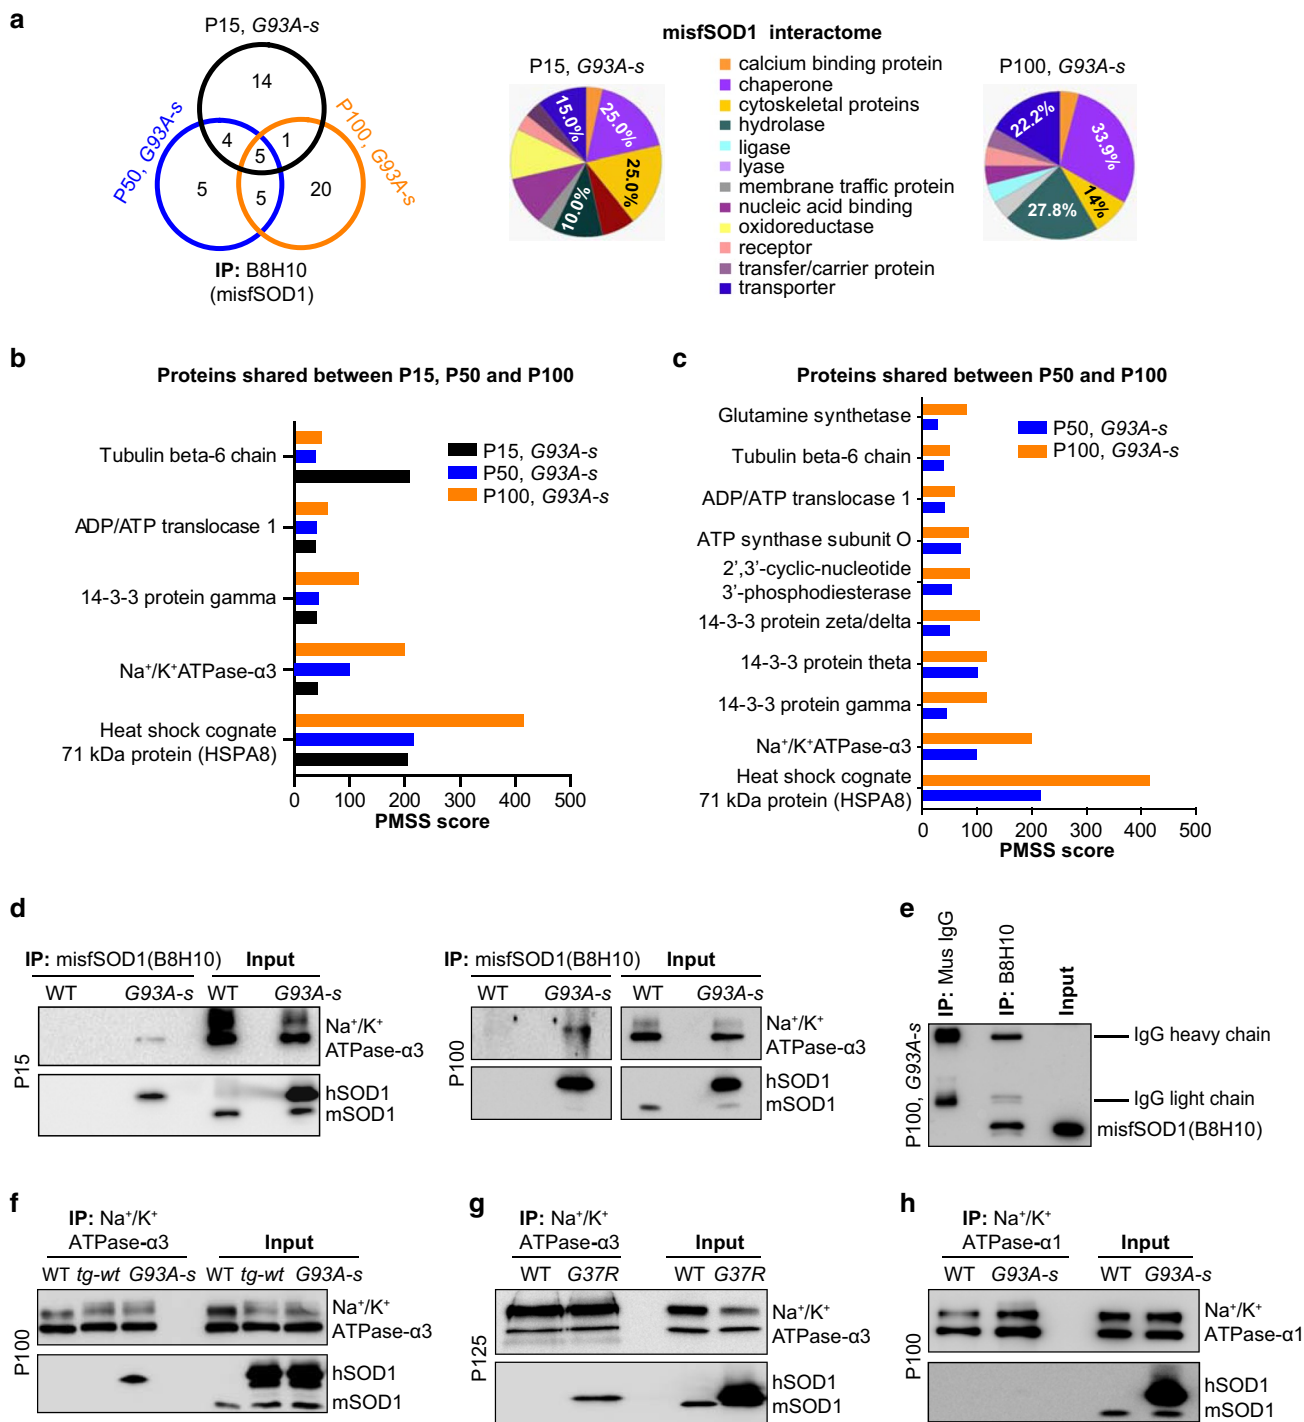 a
P15, G93A-s
14
4
1
5
5
5
20
P50, G93A-s
P100, G93A-s
IP: B8H10
(misfSOD1)
misfSOD1 interactome
P15, G93A-s
15.0%
25.0%
25.0%
10.0%
calcium binding protein
chaperone
cytoskeletal proteins
hydrolase
ligase
lyase
membrane traffic protein
nucleic acid binding
oxidoreductase
receptor
transfer/carrier protein
transporter
P100, G93A-s
22.2%
33.9%
14%
27.8%
b
Proteins shared between P15, P50 and P100
Tubulin beta-6 chain
ADP/ATP translocase 1
14-3-3 protein gamma
Na⁺/K⁺ATPase-α3
Heat shock cognate
71 kDa protein (HSPA8)
P15, G93A-s
P50, G93A-s
P100, G93A-s
0 100 200 300 400 500
PMSS score
c
Proteins shared between P50 and P100
Glutamine synthetase
Tubulin beta-6 chain
ADP/ATP translocase 1
ATP synthase subunit O
2',3'-cyclic-nucleotide
3'-phosphodiesterase
14-3-3 protein zeta/delta
14-3-3 protein theta
14-3-3 protein gamma
Na⁺/K⁺ATPase-α3
Heat shock cognate
71 kDa protein (HSPA8)
P50, G93A-s
P100, G93A-s
0 100 200 300 400 500
PMSS score
d
IP: misfSOD1(B8H10) Input
WT G93A-s WT G93A-s
P15
Na⁺/K⁺
ATPase-α3
hSOD1
mSOD1
IP: misfSOD1(B8H10) Input
WT G93A-s WT G93A-s
P100
Na⁺/K⁺
ATPase-α3
hSOD1
mSOD1
e
IP: Mus IgG
IP: B8H10
Input
P100, G93A-s
IgG heavy chain
IgG light chain
misfSOD1(B8H10)
f
IP: Na⁺/K⁺
ATPase-α3 Input
WT tg-wt G93A-s WT tg-wt G93A-s
P100
Na⁺/K⁺
ATPase-α3
hSOD1
mSOD1
g
IP: Na⁺/K⁺
ATPase-α3 Input
WT G37R WT G37R
P125
Na⁺/K⁺
ATPase-α3
hSOD1
mSOD1
h
IP: Na⁺/K⁺
ATPase-α1 Input
WT G93A-s WT G93A-s
P100
Na⁺/K⁺
ATPase-α1
hSOD1
mSOD1